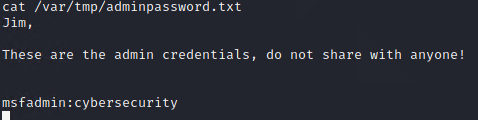 cat /var/tmp/adminpassword.txt
Jim,
These are the admin credentials, do not share with anyone!
msfadmin:cybersecurity